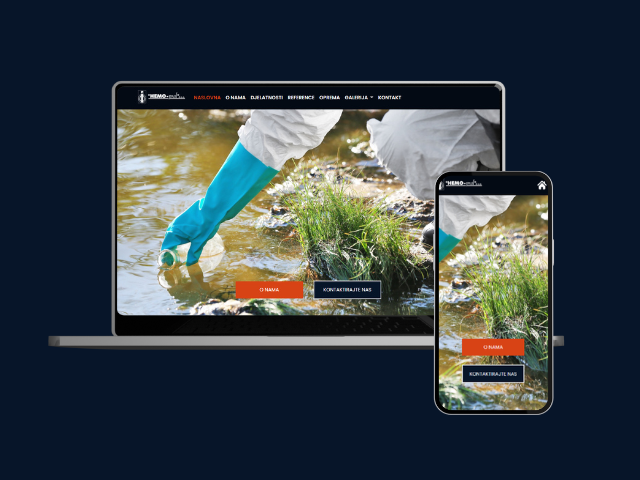 "HEMO-
NASLOVNA O NAMA DJELATNOSTI REFERENCE OPREMA GALERIJA KONTAKT
O NAMA KONTAKTIRAJTE NAS
"HEMO-
O NAMA
KONTAKTIRAJTE NAS